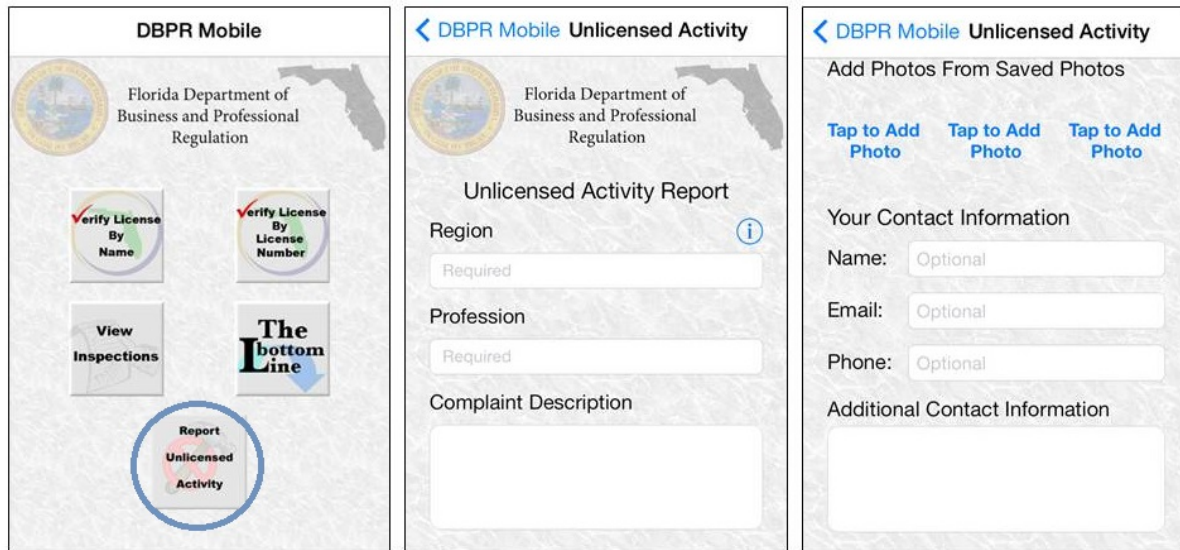 DBPR Mobile
Florida Department of
Business and Professional
Regulation
Verify License
By
Name
Verify License
By
License
Number
View
Inspections
The
bottom
Line
Report
Unlicensed
Activity
DBPR Mobile Unlicensed Activity
Florida Department of
Business and Professional
Regulation
Unlicensed Activity Report
Region
Required
Profession
Required
Complaint Description
DBPR Mobile Unlicensed Activity
Add Photos From Saved Photos
Tap to Add Tap to Add Tap to Add
Photo Photo Photo
Your Contact Information
Name: Optional
Email: Optional
Phone: Optional
Additional Contact Information